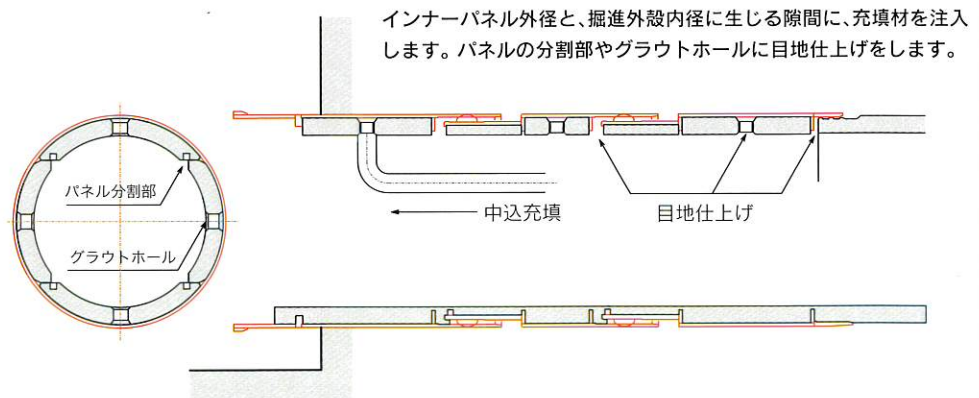 インナーパネル外径と、掘進外殻内径に生じる隙間に、充填材を注入
します。パネルの分割部やグラウトホールに目地仕上げをします。
パネル分割部
グラウトホール
中込充填
目地仕上げ